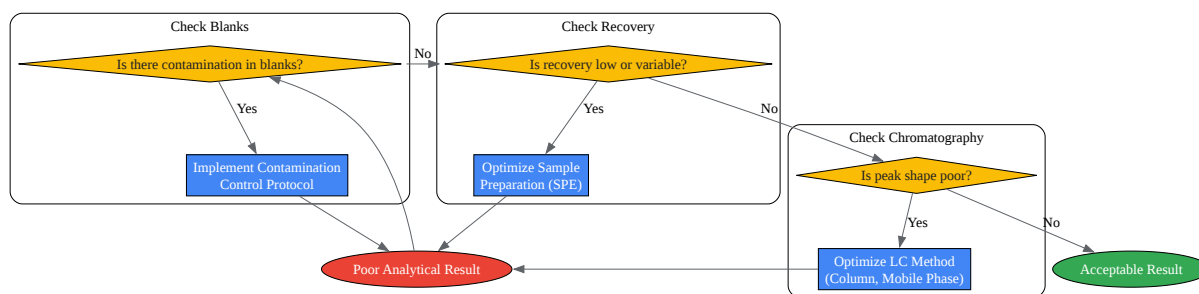 Check Blanks
Is there contamination in blanks?
Yes
Implement Contamination
Control Protocol
No
Check Recovery
Is recovery low or variable?
Yes
Optimize Sample
Preparation (SPE)
No
Check Chromatography
Is peak shape poor?
Yes
Optimize LC Method
(Column, Mobile Phase)
No
Poor Analytical Result
Acceptable Result